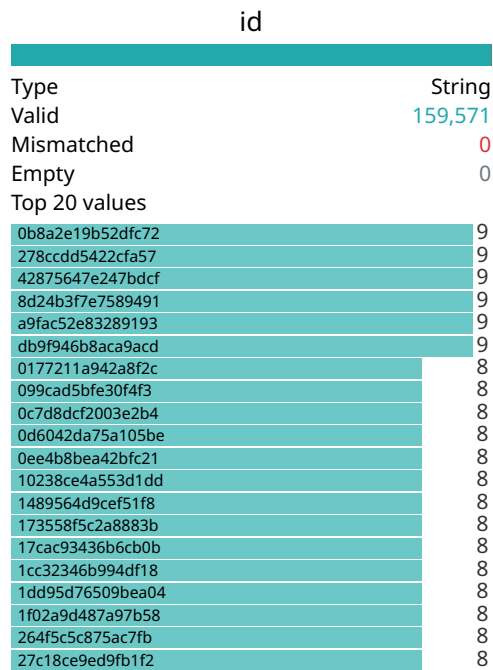 id
Type String
Valid 159,571
Mismatched 0
Empty 0
Top 20 values
0b8a2e19b52dfc72 9
278ccdd5422cfa57 9
42875647e247bdcf 9
8d24b3f7e7589491 9
a9fac52e83289193 9
db9f946b8aca9acd 9
0177211a942a8f2c 8
099cad5bfe30f4f3 8
0c7d8dcf2003e2b4 8
0d6042da75a105be 8
0ee4b8bea42bfc21 8
10238ce4a553d1dd 8
1489564d9cef51f8 8
173558f5c2a8883b 8
17cac93436b6cb0b 8
1cc32346b994df18 8
1dd95d76509bea04 8
1f02a9d487a97b58 8
264f5c5c875ac7fb 8
27c18ce9ed9fb1f2 8